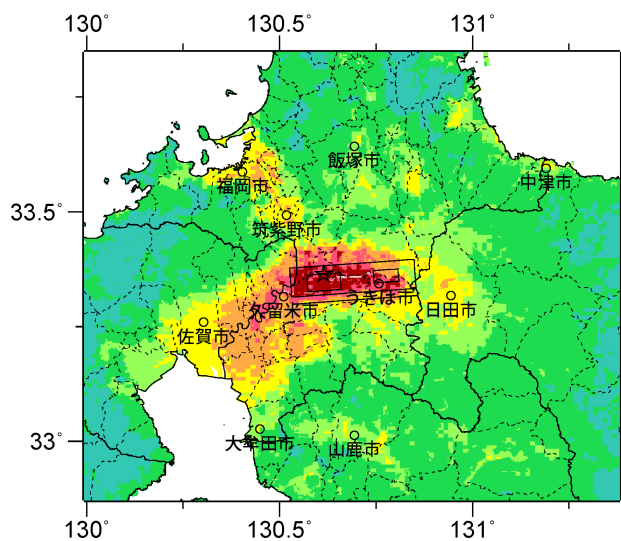 130° 130.5° 131°
飯塚市
福岡市
中津市
33.5°
筑紫野市
うきは市
久留米市
日田市
佐賀市
33°
大牟田市
山鹿市
130° 130.5° 131°